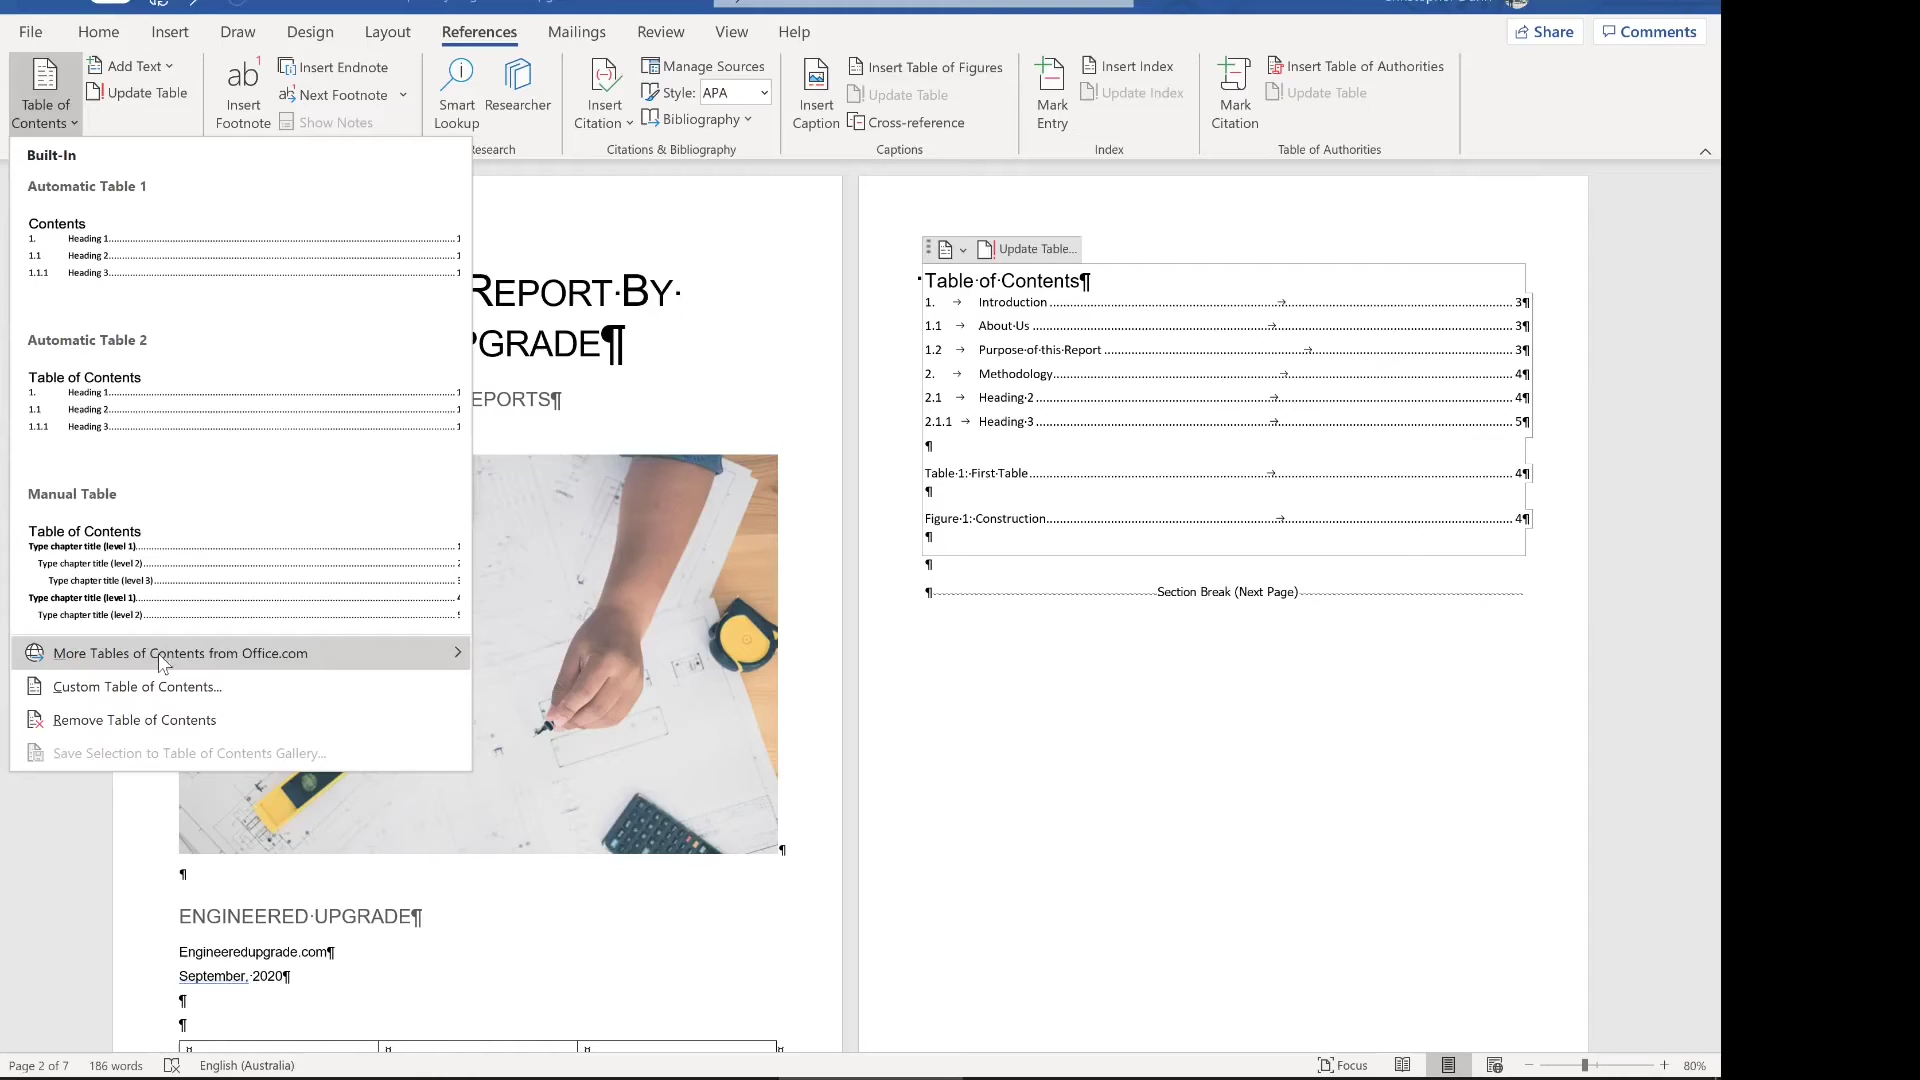 File Home Insert Draw Design Layout References Mailings Review View Help Share Comments
Table of Contents
Add Text
Update Table
ab 1
Insert Footnote
Insert Endnote
Next Footnote
Show Notes
Smart Lookup
Researcher
Insert Citation
Manage Sources
Style: APA
Bibliography
Insert Caption
Insert Table of Figures
Update Table
Cross-reference
Mark Entry
Insert Index
Update Index
Mark Citation
Insert Table of Authorities
Update Table
Citations & Bibliography
Captions
Index
Table of Authorities
Built-In
Automatic Table 1
Contents
1. Heading 1 1
1.1 Heading 2 1
1.1.1 Heading 3 1
Automatic Table 2
Table of Contents
1. Heading 1 1
1.1 Heading 2 1
1.1.1 Heading 3 1
Manual Table
Table of Contents
Type chapter title (level 1) 1
Type chapter title (level 2) 2
Type chapter title (level 3) 3
Type chapter title (level 1) 4
Type chapter title (level 2) 5
More Tables of Contents from Office.com
Custom Table of Contents...
Remove Table of Contents
Save Selection to Table of Contents Gallery...
REPORT·BY·
PGRADE¶
EPORTS¶
¶
¶
ENGINEERED·UPGRADE¶
Engineeredupgrade.com¶
September,·2020¶
¶
¶
Update Table...
Table·of·Contents¶
1. → Introduction → 3¶
1.1 → About·Us → 3¶
1.2 → Purpose·of·this·Report → 3¶
2. → Methodology → 4¶
2.1 → Heading·2 → 4¶
2.1.1 → Heading·3 → 5¶
¶
Table·1:·First·Table → 4¶
¶
Figure·1:·Construction → 4¶
¶
¶
¶ Section Break (Next Page)
Page 2 of 7 186 words English (Australia) Focus 80%